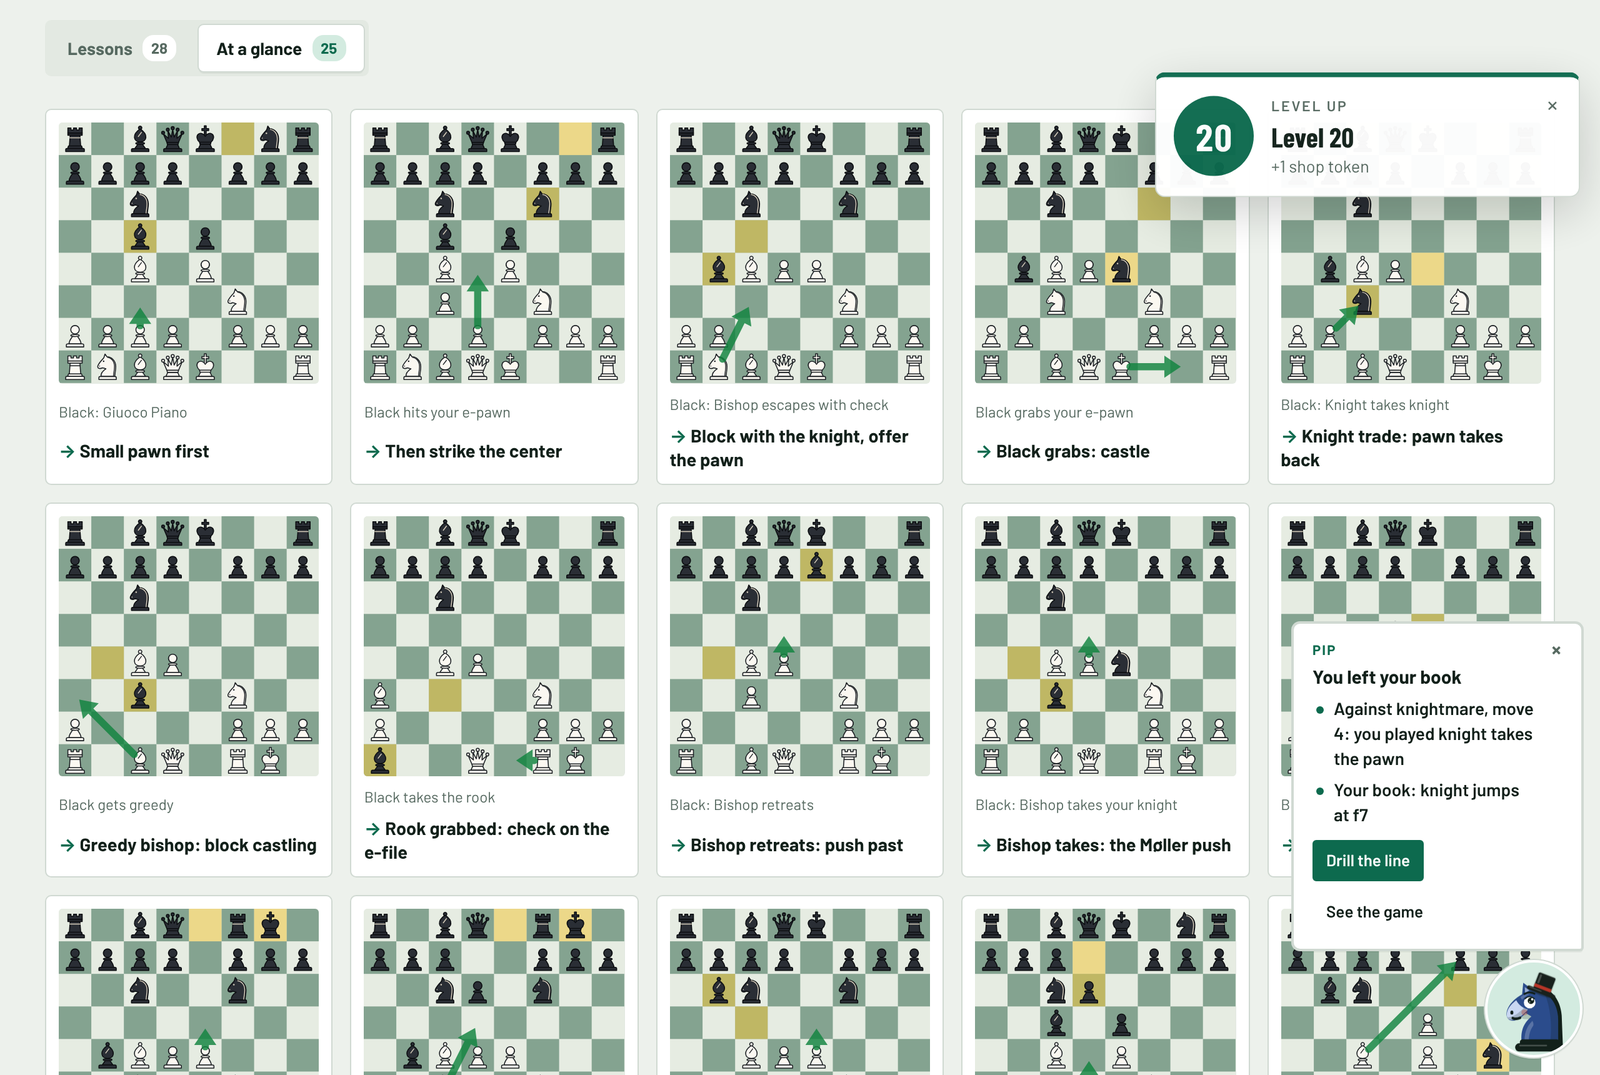 Lessons 28
At a glance 25
20
LEVEL UP
Level 20
+1 shop token
×
Black: Giuoco Piano
→ Small pawn first
Black hits your e-pawn
→ Then strike the center
Black: Bishop escapes with check
→ Block with the knight, offer
the pawn
Black grabs your e-pawn
→ Black grabs: castle
Black: Knight takes knight
→ Knight trade: pawn takes
back
Black gets greedy
→ Greedy bishop: block castling
Black takes the rook
→ Rook grabbed: check on the
e-file
Black: Bishop retreats
→ Bishop retreats: push past
Black: Bishop takes your knight
→ Bishop takes: the Møller push
PIP
×
You left your book
• Against knightmare, move
4: you played knight takes
the pawn
• Your book: knight jumps
at f7
Drill the line
See the game